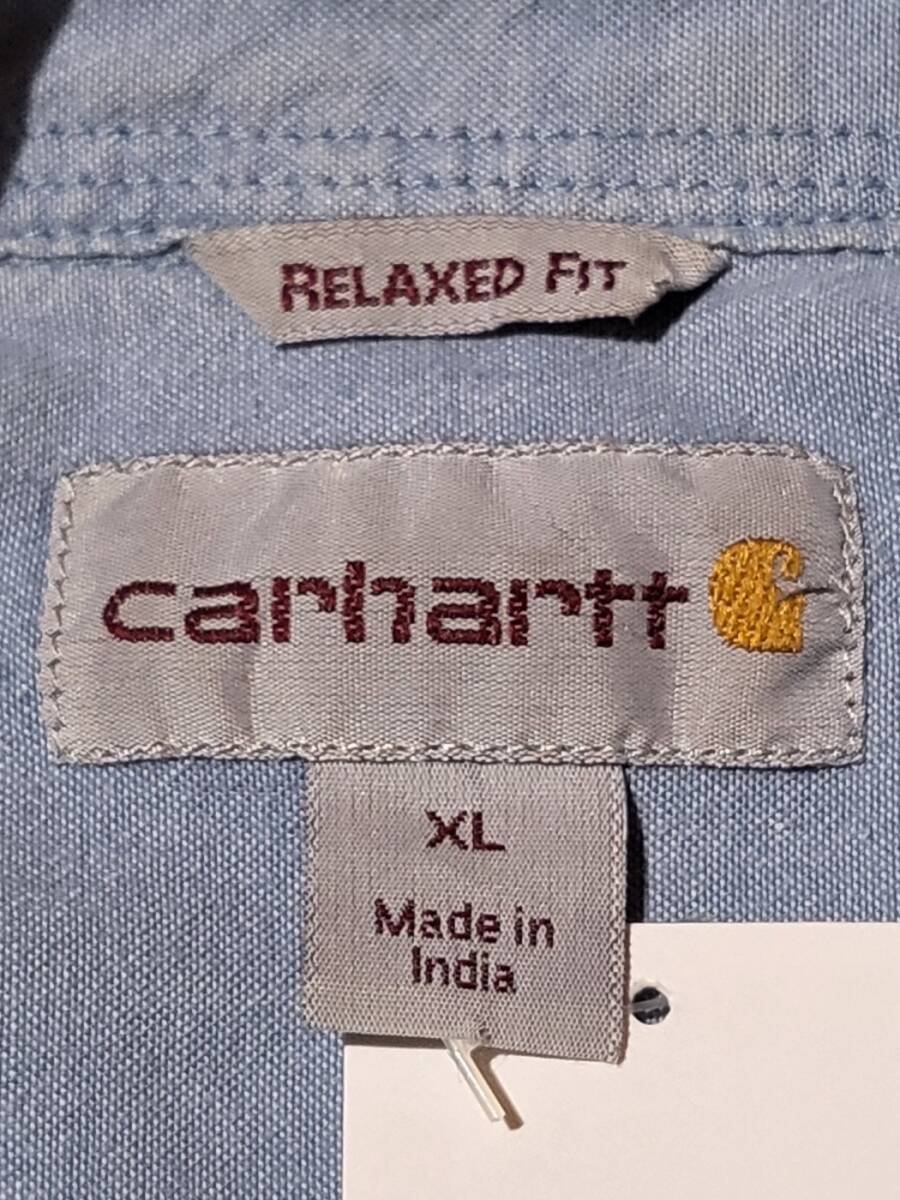 RELAXED FIT
carhartt
XL
Made in
India